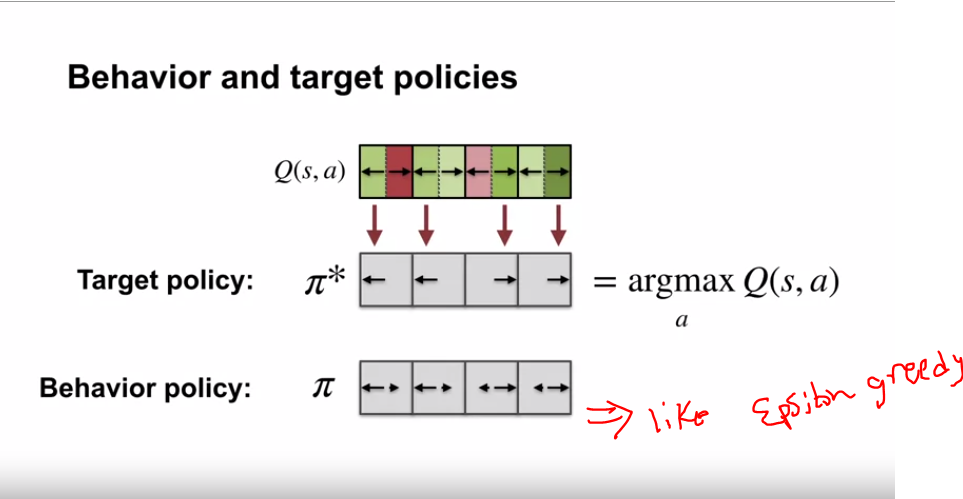 Behavior and target policies
Q(s, a)
Target policy: π* = argmax Q(s, a)
a
Behavior policy: π
⇒ like Epsilon greedy